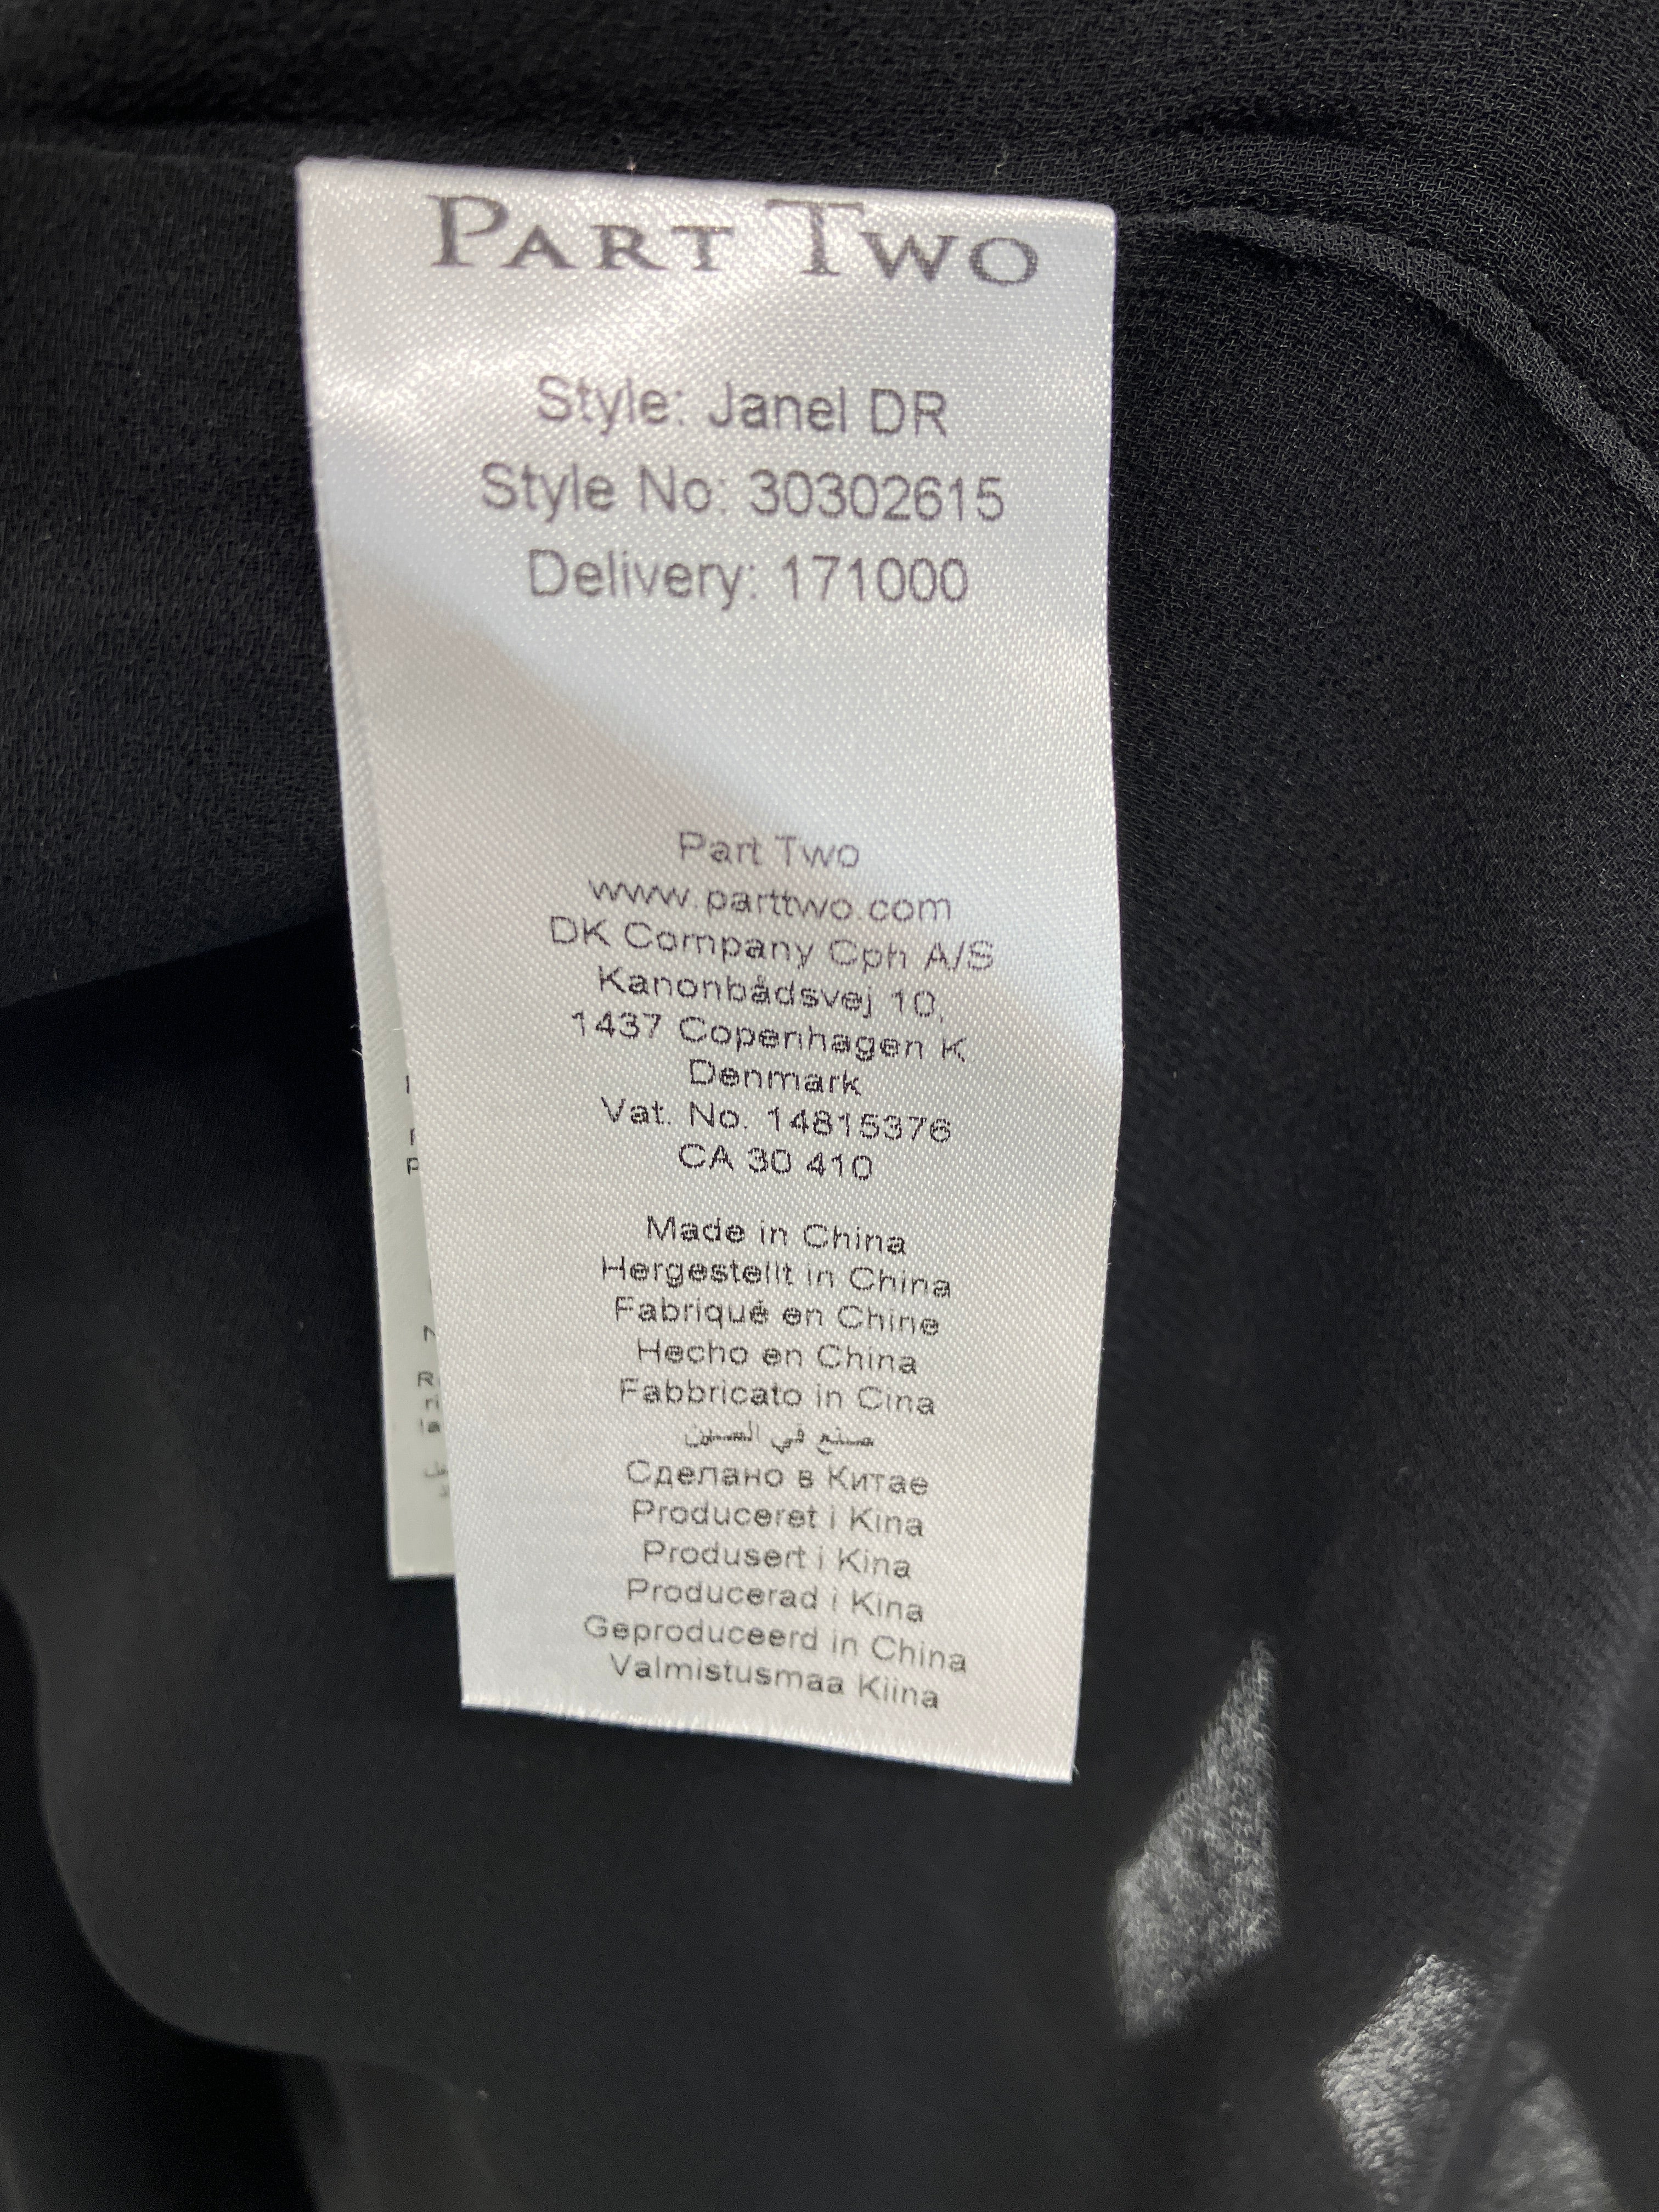 PART TWO
Style: Janel DR
Style No: 30302615
Delivery: 171000
Part Two
www.parttwo.com
DK Company Cph A/S
Kanonbådsvej 10,
1437 Copenhagen K
Denmark
Vat. No. 14815376
CA 30 410
Made in China
Hergestellt in China
Fabriqué en Chine
Hecho en China
Fabbricato in Cina
صنع في الصين
Сделано в Китае
Produceret i Kina
Produsert i Kina
Producerad i Kina
Geproduceerd in China
Valmistusmaa Kiina